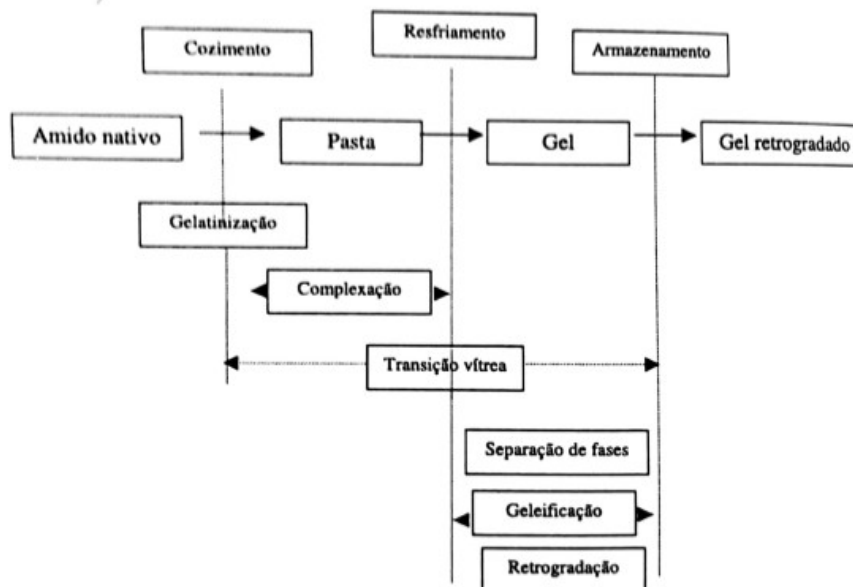 Cozimento
Resfriamento
Armazenamento
Amido nativo
Pasta
Gel
Gel retrogradado
Gelatinização
Complexação
Transição vítrea
Separação de fases
Geleificação
Retrogradação